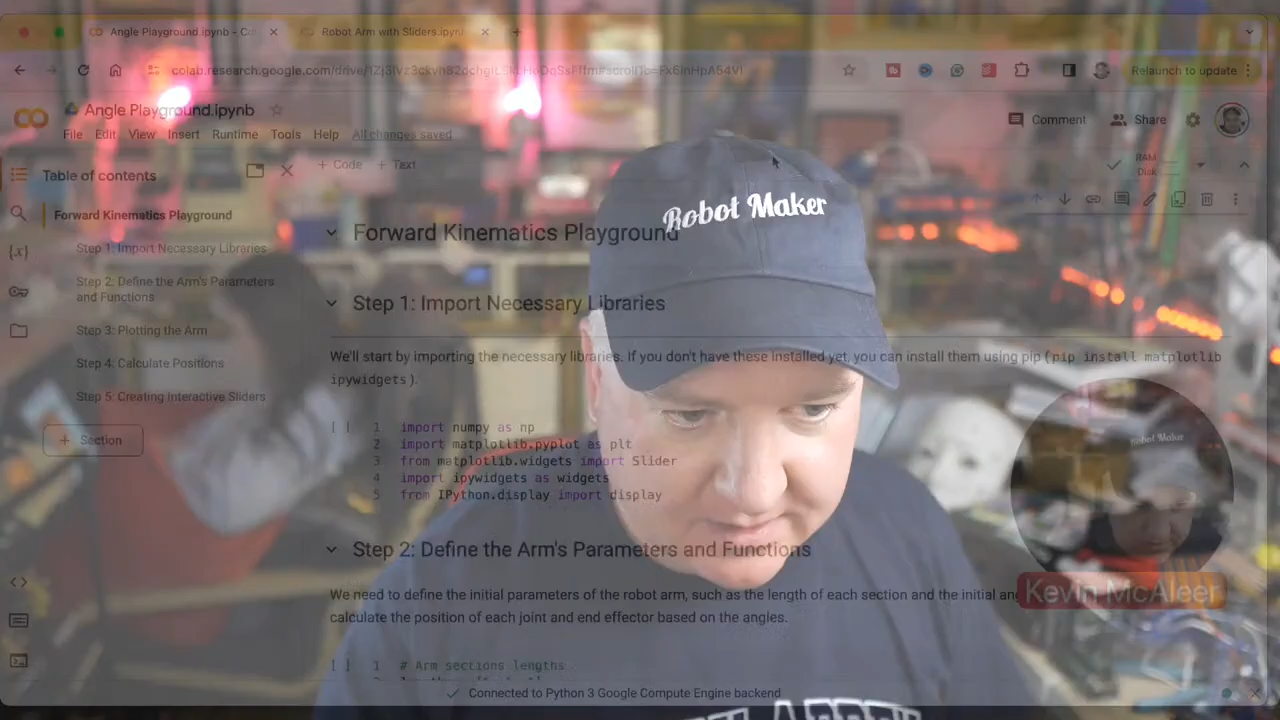 Angle Playground.ipynb - Co
Robot Arm with Sliders.ipynb
Relaunch to update
Angle Playground.ipynb
File Edit View Insert Runtime Tools Help All changes saved
Comment Share
Table of contents
+ Code + Text
RAM
Disk
Forward Kinematics Playground
Step 1: Import Necessary Libraries
Step 2: Define the Arm's Parameters
and Functions
Step 3: Plotting the Arm
Step 4: Calculate Positions
Step 5: Creating Interactive Sliders
+ Section
Robot Maker
Forward Kinematics Playground
Step 1: Import Necessary Libraries
We'll start by importing the necessary libraries. If you don't have these installed yet, you can install them using pip ( pip install matplotlib
ipywidgets ).
[ ] 1 import numpy as np
2 import matplotlib.pyplot as plt
3 from matplotlib.widgets import Slider
4 import ipywidgets as widgets
5 from IPython.display import display
Robot Maker
Step 2: Define the Arm's Parameters and Functions
We need to define the initial parameters of the robot arm, such as the length of each section and the initial
calculate the position of each joint and end effector based on the angles.
Kevin McAleer
[ ] 1 # Arm sections lengths
Connected to Python 3 Google Compute Engine backend